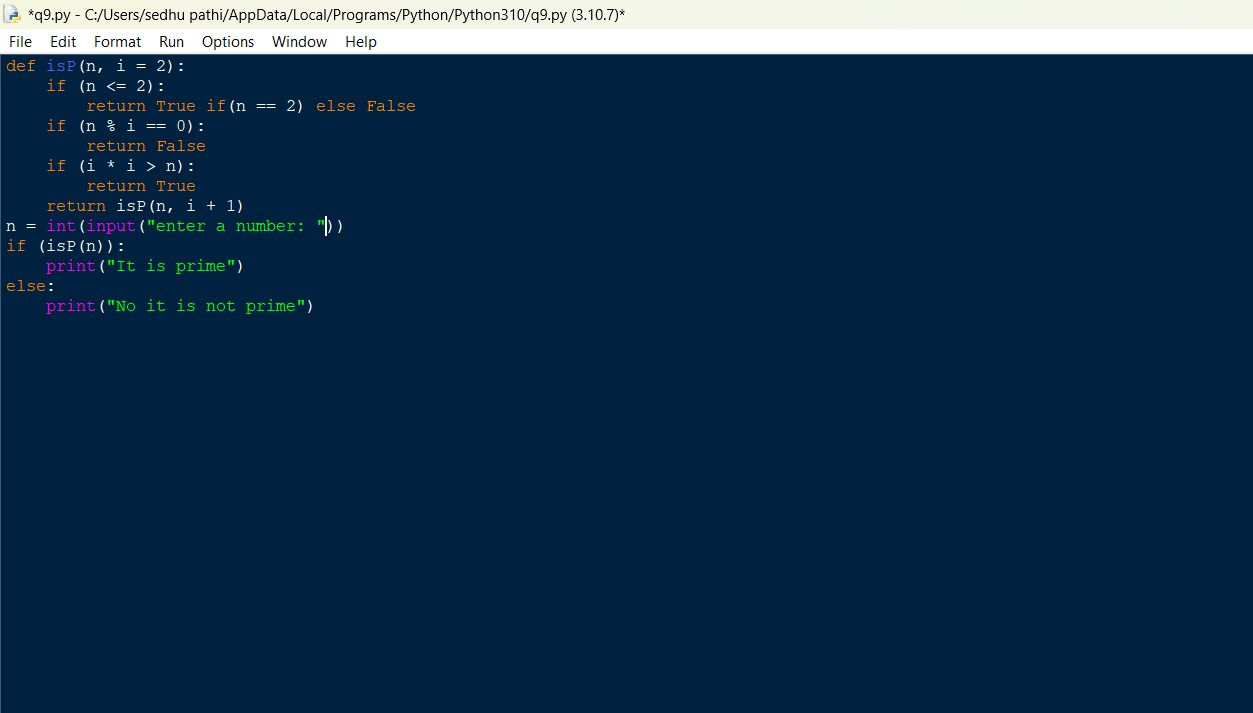 *q9.py - C:/Users/sedhu pathi/AppData/Local/Programs/Python/Python310/q9.py (3.10.7)*
File Edit Format Run Options Window Help
def isP(n, i = 2):
    if (n <= 2):
        return True if(n == 2) else False
    if (n % i == 0):
        return False
    if (i * i > n):
        return True
    return isP(n, i + 1)
n = int(input("enter a number: "))
if (isP(n)):
    print("It is prime")
else:
    print("No it is not prime")